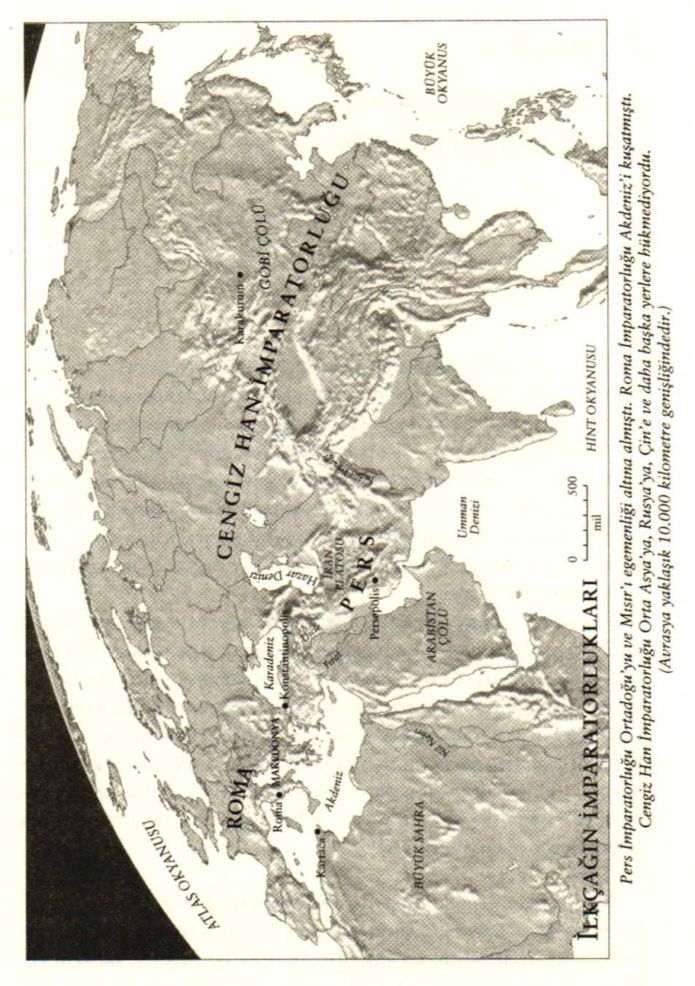 ATLAS OKYANUSU
BÜYÜK
OKYANUS
CENGİZ HAN İMPARATORLUĞU
Karakurum
GOBİ ÇÖLÜ
ROMA
Roma
MAKEDONYA
Karadeniz
Konstantinopolis
Hazar Denizi
Akdeniz
Kartaca
Dicle
Fırat
İRAN
PLATOSU
PERS
Persepolis
ARABİSTAN
ÇÖLÜ
Nil Nehri
BÜYÜK SAHRA
Umman
Denizi
HİNT OKYANUSU
0 500
mil
İLKÇAĞIN İMPARATORLUKLARI
Pers İmparatorluğu Ortadoğu'yu ve Mısır'ı egemenliği altına almıştı. Roma İmparatorluğu Akdeniz'i kuşatmıştı.
Cengiz Han İmparatorluğu Orta Asya'ya, Rusya'ya, Çin'e ve daha başka yerlere hükmediyordu.
(Avrasya yaklaşık 10.000 kilometre genişliğindedir.)